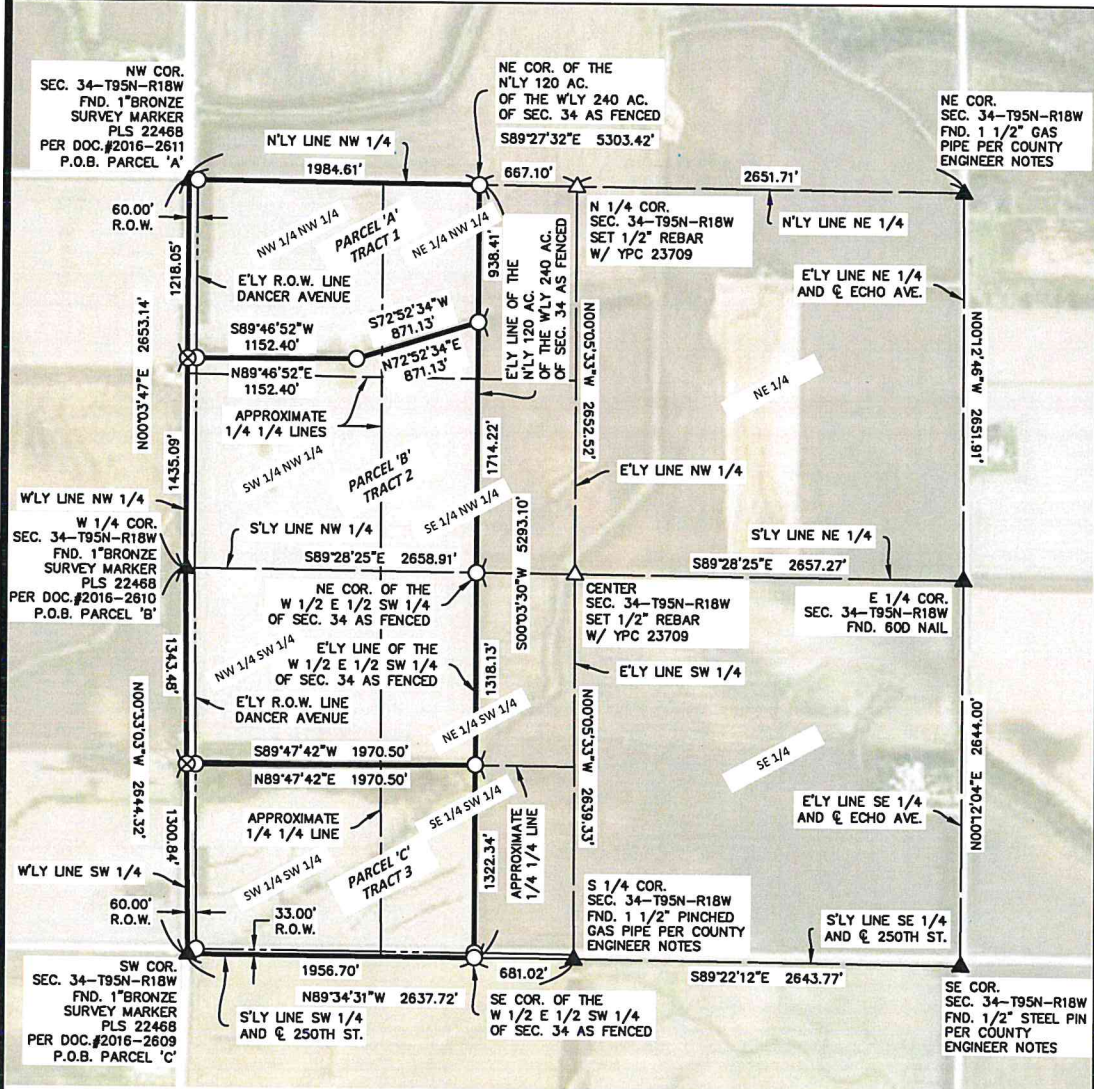 NW COR.
SEC. 34-T95N-R18W
FND. 1"BRONZE
SURVEY MARKER
PLS 22468
PER DOC.#2016-2611
P.O.B. PARCEL 'A'
N'LY LINE NW 1/4
1984.61'
NE COR. OF THE
N'LY 120 AC.
OF THE W'LY 240 AC.
OF SEC. 34 AS FENCED
S89°27'32"E 5303.42'
667.10'
2651.71'
NE COR.
SEC. 34-T95N-R18W
FND. 1 1/2" GAS
PIPE PER COUNTY
ENGINEER NOTES
60.00'
R.O.W.
NW 1/4 NW 1/4
PARCEL 'A'
TRACT 1
NE 1/4 NW 1/4
938.41'
N 1/4 COR.
SEC. 34-T95N-R18W
SET 1/2" REBAR
W/ YPC 23709
N'LY LINE NE 1/4
1218.05'
E'LY R.O.W. LINE
DANCER AVENUE
E'LY LINE OF THE
N'LY 120 AC.
OF THE W'LY 240 AC.
OF SEC. 34 AS FENCED
E'LY LINE NE 1/4
AND ℄ ECHO AVE.
N00°03'47"E 2653.14'
S89°46'52"W
1152.40'
S72°52'34"W
871.13'
N72°52'34"E
871.13'
N89°46'52"E
1152.40'
N00°05'33"W 2652.52'
NE 1/4
N00°12'46"W 2651.91'
APPROXIMATE
1/4 1/4 LINES
1435.09'
SW 1/4 NW 1/4
PARCEL 'B'
TRACT 2
1714.22'
E'LY LINE NW 1/4
W'LY LINE NW 1/4
W 1/4 COR.
SEC. 34-T95N-R18W
FND. 1"BRONZE
SURVEY MARKER
PLS 22468
PER DOC.#2016-2610
P.O.B. PARCEL 'B'
S'LY LINE NW 1/4
SE 1/4 NW 1/4
S89°28'25"E 2658.91'
S00°03'30"W 5293.10'
S'LY LINE NE 1/4
S89°28'25"E 2657.27'
NE COR. OF THE
W 1/2 E 1/2 SW 1/4
OF SEC. 34 AS FENCED
CENTER
SEC. 34-T95N-R18W
SET 1/2" REBAR
W/ YPC 23709
E 1/4 COR.
SEC. 34-T95N-R18W
FND. 60D NAIL
NW 1/4 SW 1/4
E'LY LINE OF THE
W 1/2 E 1/2 SW 1/4
OF SEC. 34 AS FENCED
1343.48'
1318.13'
E'LY LINE SW 1/4
E'LY R.O.W. LINE
DANCER AVENUE
NE 1/4 SW 1/4
N00°33'03"W 2644.32'
S89°47'42"W 1970.50'
N89°47'42"E 1970.50'
N00°05'33"W 2639.33'
SE 1/4
N00°12'04"E 2644.00'
APPROXIMATE
1/4 1/4 LINE
SE 1/4 SW 1/4
APPROXIMATE
1/4 1/4 LINE
E'LY LINE SE 1/4
AND ℄ ECHO AVE.
1300.84'
W'LY LINE SW 1/4
SW 1/4 SW 1/4
PARCEL 'C'
TRACT 3
1322.34'
60.00'
R.O.W.
33.00'
R.O.W.
S 1/4 COR.
SEC. 34-T95N-R18W
FND. 1 1/2" PINCHED
GAS PIPE PER COUNTY
ENGINEER NOTES
S'LY LINE SE 1/4
AND ℄ 250TH ST.
SW COR.
SEC. 34-T95N-R18W
FND. 1"BRONZE
SURVEY MARKER
PLS 22468
PER DOC.#2016-2609
P.O.B. PARCEL 'C'
1956.70'
681.02'
S89°22'12"E 2643.77'
N89°34'31"W 2637.72'
S'LY LINE SW 1/4
AND ℄ 250TH ST.
SE COR. OF THE
W 1/2 E 1/2 SW 1/4
OF SEC. 34 AS FENCED
SE COR.
SEC. 34-T95N-R18W
FND. 1/2" STEEL PIN
PER COUNTY
ENGINEER NOTES